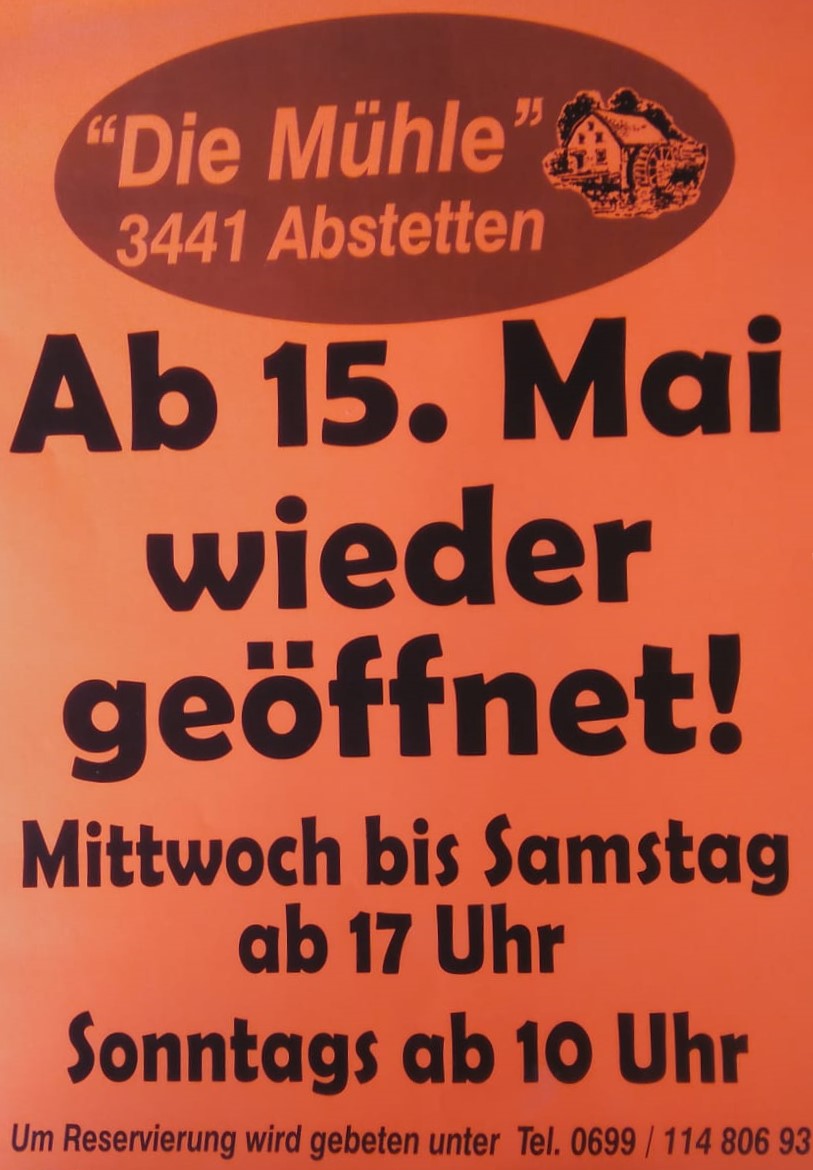 “Die Mühle”
3441 Abstetten
Ab 15. Mai
wieder
geöffnet!
Mittwoch bis Samstag
ab 17 Uhr
Sonntags ab 10 Uhr
Um Reservierung wird gebeten unter Tel. 0699 / 114 806 93